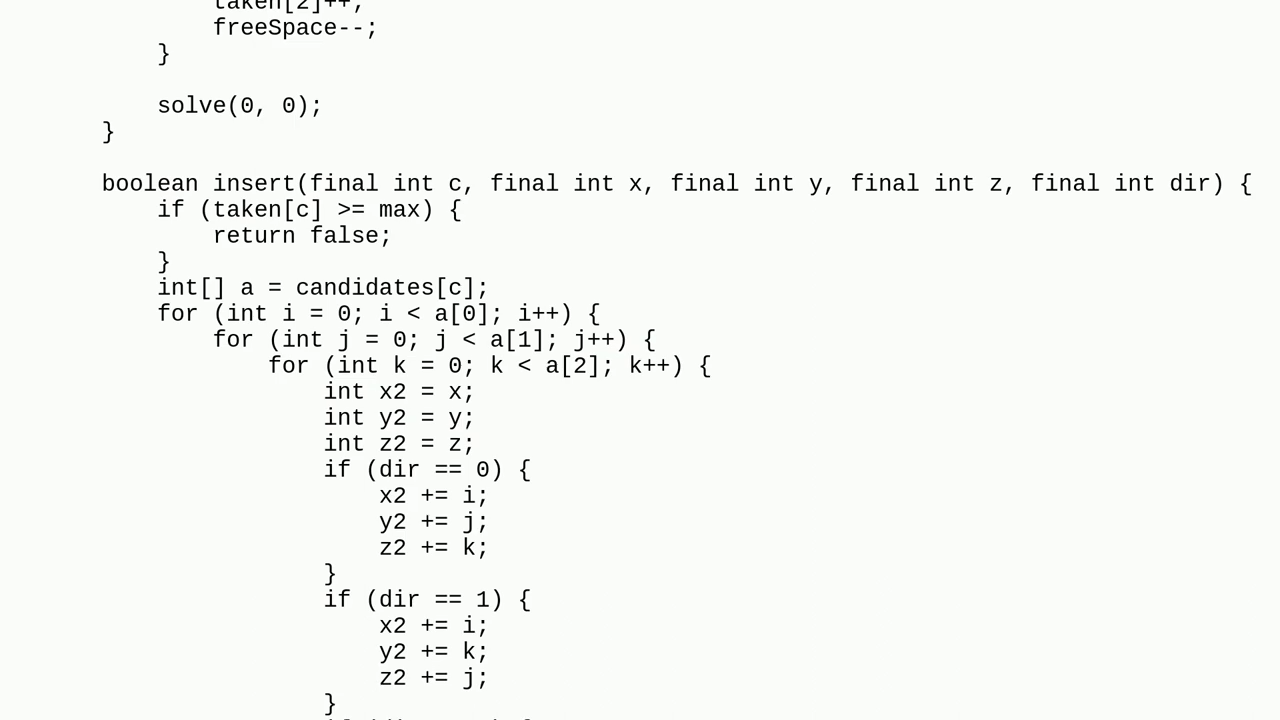 taken[2]++;
freeSpace--;
}
solve(0, 0);
}
boolean insert(final int c, final int x, final int y, final int z, final int dir) {
if (taken[c] >= max) {
return false;
}
int[] a = candidates[c];
for (int i = 0; i < a[0]; i++) {
for (int j = 0; j < a[1]; j++) {
for (int k = 0; k < a[2]; k++) {
int x2 = x;
int y2 = y;
int z2 = z;
if (dir == 0) {
x2 += i;
y2 += j;
z2 += k;
}
if (dir == 1) {
x2 += i;
y2 += k;
z2 += j;
}